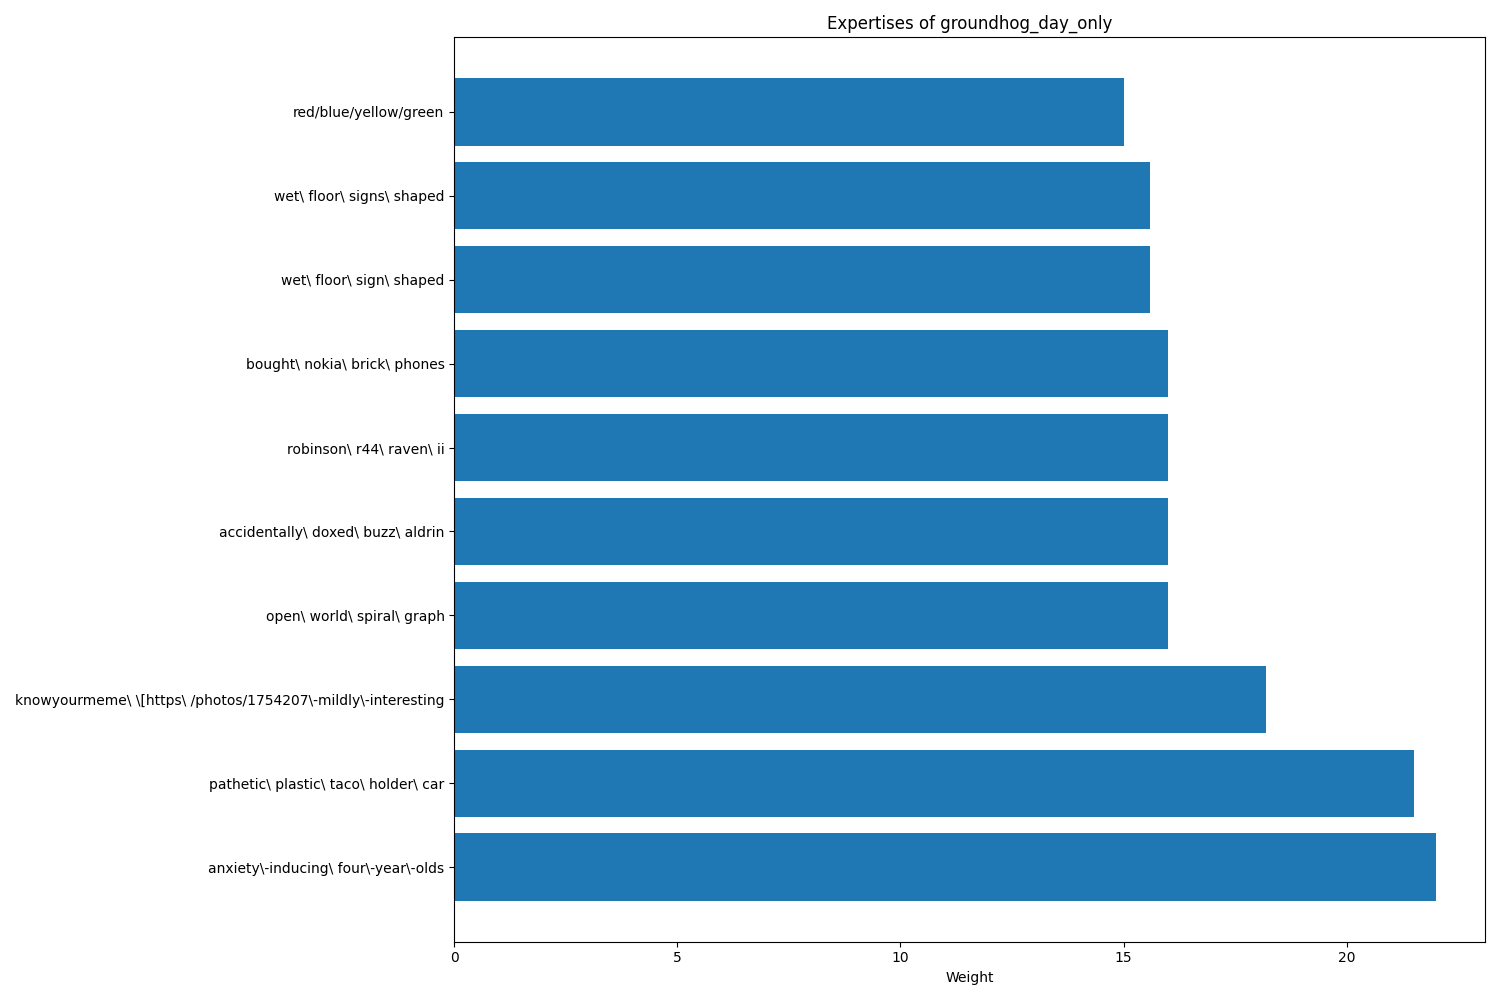 Expertises of groundhog_day_only
red/blue/yellow/green
wet\ floor\ signs\ shaped
wet\ floor\ sign\ shaped
bought\ nokia\ brick\ phones
robinson\ r44\ raven\ ii
accidentally\ doxed\ buzz\ aldrin
open\ world\ spiral\ graph
knowyourmeme\ \[https\ /photos/1754207\-mildly\-interesting
pathetic\ plastic\ taco\ holder\ car
anxiety\-inducing\ four\-year\-olds
0 5 10 15 20
Weight